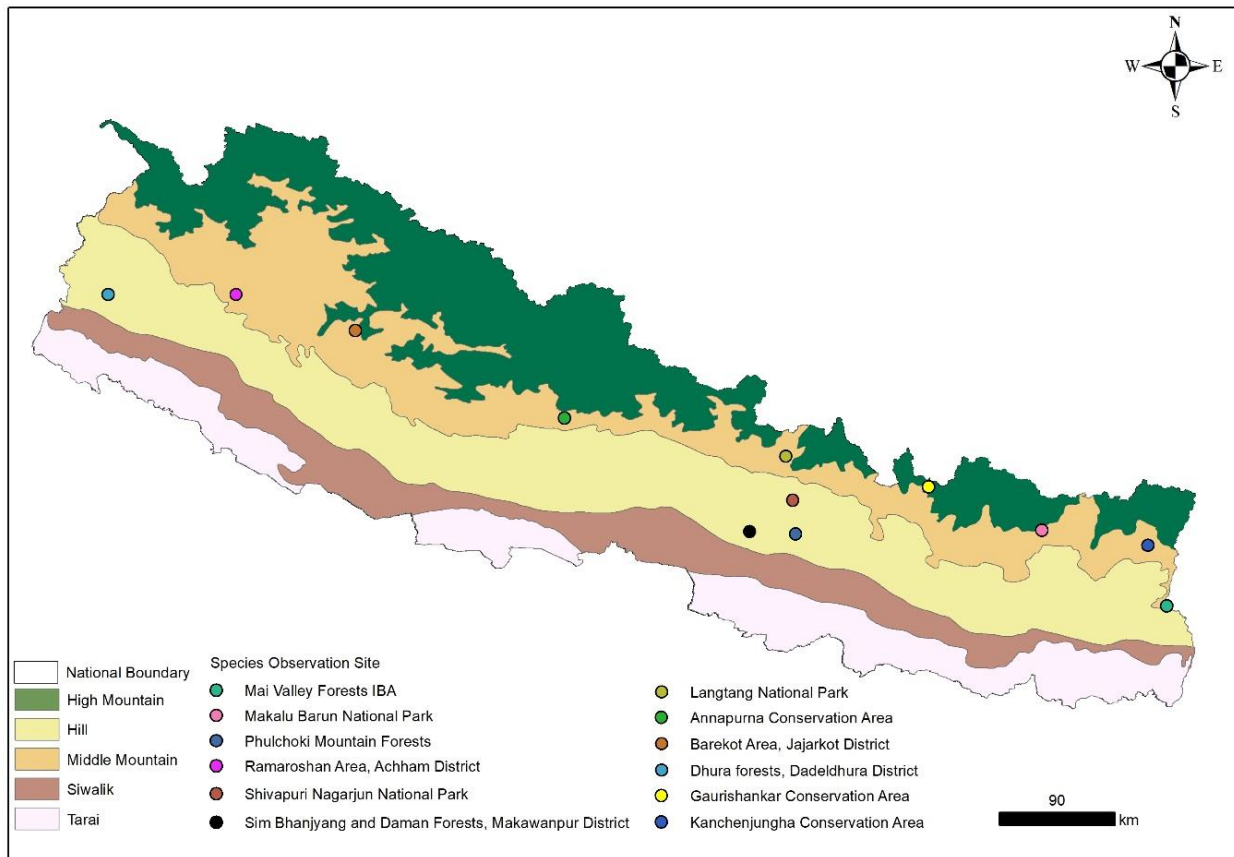 N
W E
S
National Boundary
High Mountain
Hill
Middle Mountain
Siwalik
Tarai
Species Observation Site
Mai Valley Forests IBA
Makalu Barun National Park
Phulchoki Mountain Forests
Ramaroshan Area, Achham District
Shivapuri Nagarjun National Park
Sim Bhanjyang and Daman Forests, Makawanpur District
Langtang National Park
Annapurna Conservation Area
Barekot Area, Jajarkot District
Dhura forests, Dadeldhura District
Gaurishankar Conservation Area
Kanchenjungha Conservation Area
90
km